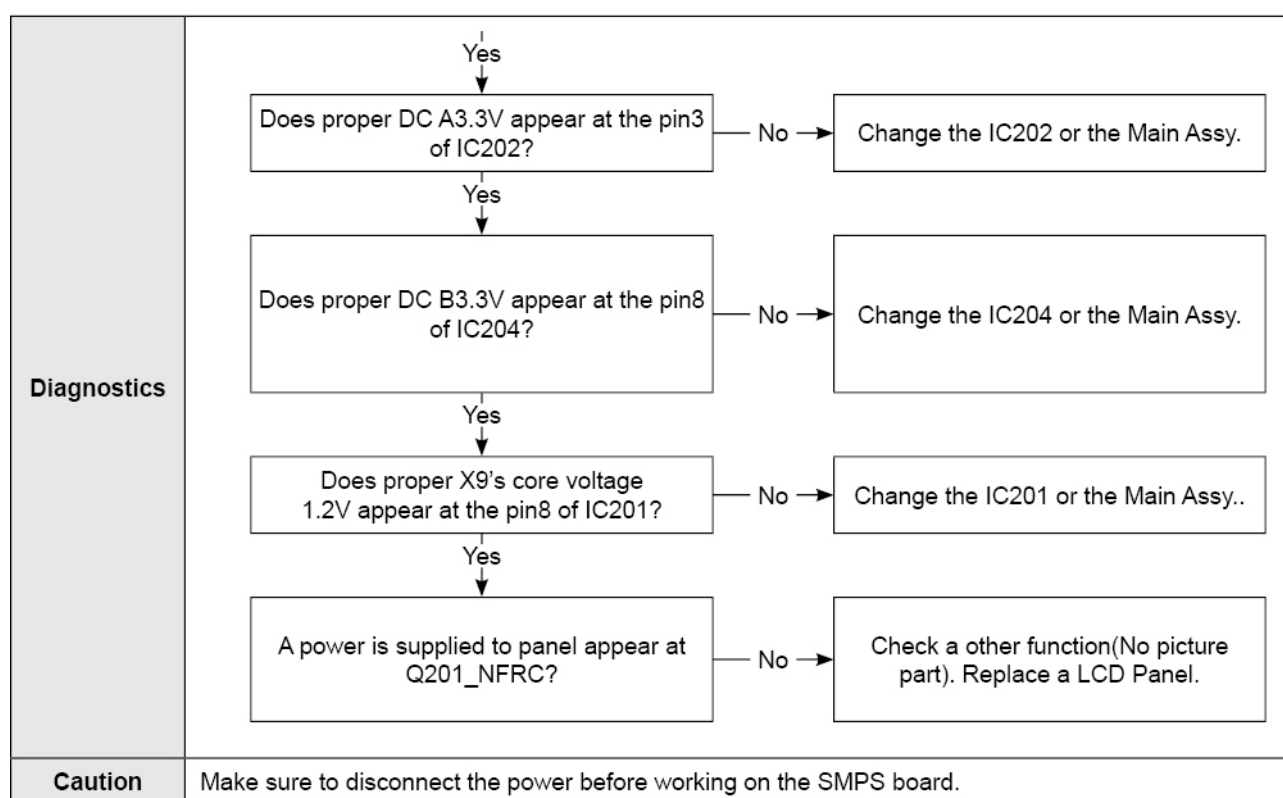 Yes
Does proper DC A3.3V appear at the pin3
of IC202?
No
Change the IC202 or the Main Assy.
Yes
Does proper DC B3.3V appear at the pin8
of IC204?
No
Change the IC204 or the Main Assy.
Diagnostics
Yes
Does proper X9’s core voltage
1.2V appear at the pin8 of IC201?
No
Change the IC201 or the Main Assy..
Yes
A power is supplied to panel appear at
Q201_NFRC?
No
Check a other function(No picture
part). Replace a LCD Panel.
Caution
Make sure to disconnect the power before working on the SMPS board.